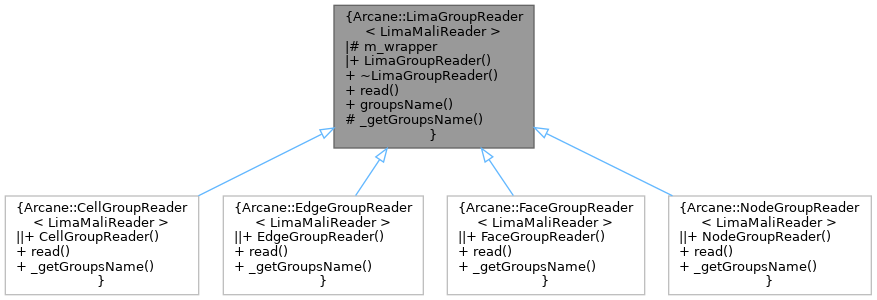 {Arcane::LimaGroupReader
< LimaMaliReader >
|# m_wrapper
|+ LimaGroupReader()
+ ~LimaGroupReader()
+ read()
+ groupsName()
# _getGroupsName()
}
{Arcane::CellGroupReader
< LimaMaliReader >
||+ CellGroupReader()
+ read()
+ _getGroupsName()
}
{Arcane::EdgeGroupReader
< LimaMaliReader >
||+ EdgeGroupReader()
+ read()
+ _getGroupsName()
}
{Arcane::FaceGroupReader
< LimaMaliReader >
||+ FaceGroupReader()
+ read()
+ _getGroupsName()
}
{Arcane::NodeGroupReader
< LimaMaliReader >
||+ NodeGroupReader()
+ read()
+ _getGroupsName()
}